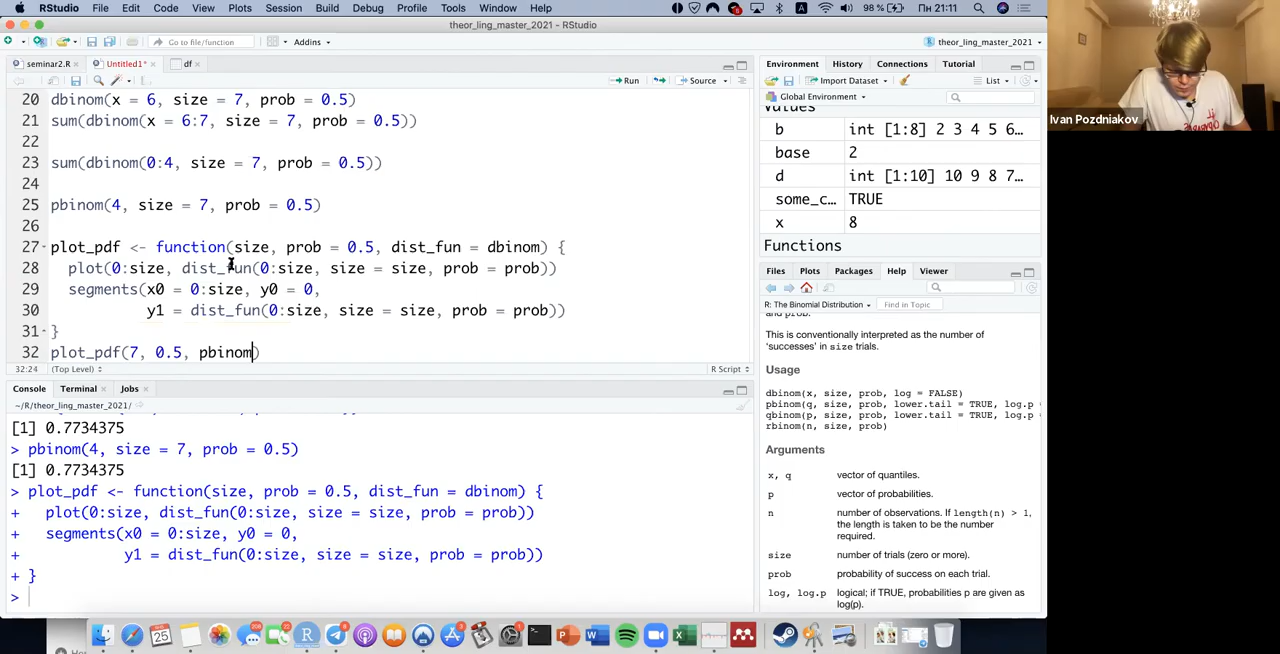 RStudio File Edit Code View Plots Session Build Debug Profile Tools Window Help 98 % Пн 21:11
theor_ling_master_2021 - RStudio
Go to file/function Addins theor_ling_master_2021
seminar2.R Untitled1* df
Run Source
20 dbinom(x = 6, size = 7, prob = 0.5)
21 sum(dbinom(x = 6:7, size = 7, prob = 0.5))
22
23 sum(dbinom(0:4, size = 7, prob = 0.5))
24
25 pbinom(4, size = 7, prob = 0.5)
26
27 plot_pdf <- function(size, prob = 0.5, dist_fun = dbinom) {
28 plot(0:size, dist_fun(0:size, size = size, prob = prob))
29 segments(x0 = 0:size, y0 = 0,
30 y1 = dist_fun(0:size, size = size, prob = prob))
31 }
32 plot_pdf(7, 0.5, pbinom)
32:24 (Top Level) R Script
Console Terminal Jobs
~/R/theor_ling_master_2021/
[1] 0.7734375
> pbinom(4, size = 7, prob = 0.5)
[1] 0.7734375
> plot_pdf <- function(size, prob = 0.5, dist_fun = dbinom) {
+ plot(0:size, dist_fun(0:size, size = size, prob = prob))
+ segments(x0 = 0:size, y0 = 0,
+ y1 = dist_fun(0:size, size = size, prob = prob))
+ }
>
Environment History Connections Tutorial
Import Dataset List
Global Environment
Values
b int [1:8] 2 3 4 5 6…
base 2
d int [1:10] 10 9 8 7…
some_c… TRUE
x 8
Functions
Files Plots Packages Help Viewer
R: The Binomial Distribution Find in Topic
and prob.
This is conventionally interpreted as the number of
'successes' in size trials.
Usage
dbinom(x, size, prob, log = FALSE)
pbinom(q, size, prob, lower.tail = TRUE, log.p
qbinom(p, size, prob, lower.tail = TRUE, log.p
rbinom(n, size, prob)
Arguments
x, q vector of quantiles.
p vector of probabilities.
n number of observations. If length(n) > 1,
the length is taken to be the number
required.
size number of trials (zero or more).
prob probability of success on each trial.
log, log.p logical; if TRUE, probabilities p are given as
log(p).
Ivan Pozdniakov